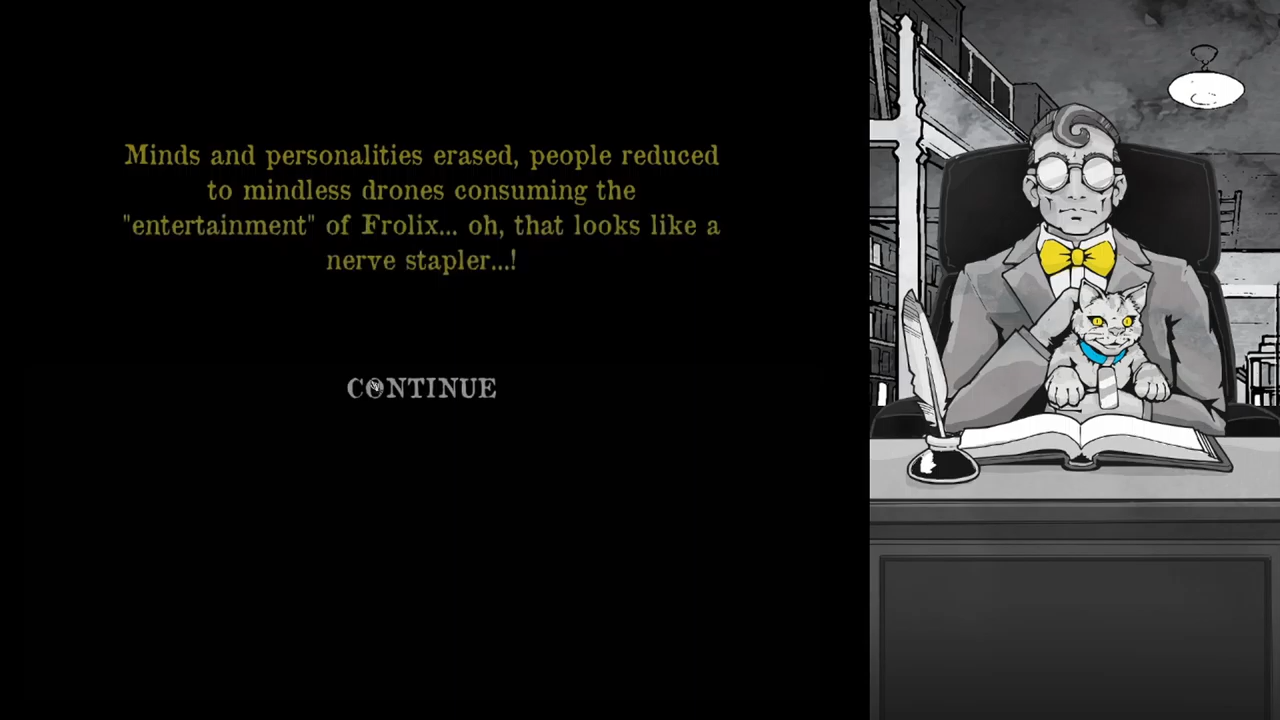 Minds and personalities erased, people reduced
to mindless drones consuming the
"entertainment" of Frolix... oh, that looks like a
nerve stapler...!
CONTINUE